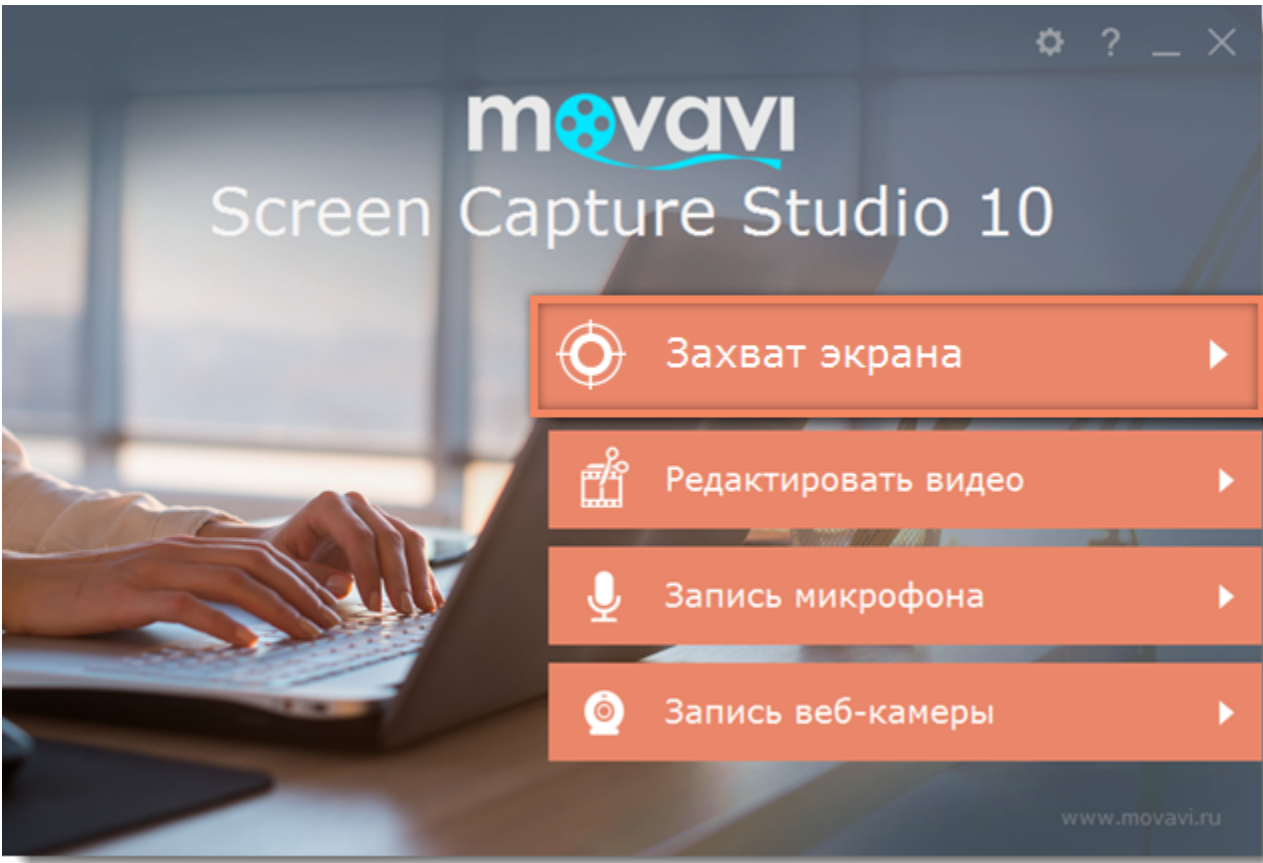 ?
movavi
Screen Capture Studio 10
Захват экрана
Редактировать видео
Запись микрофона
Запись веб-камеры
www.movavi.ru